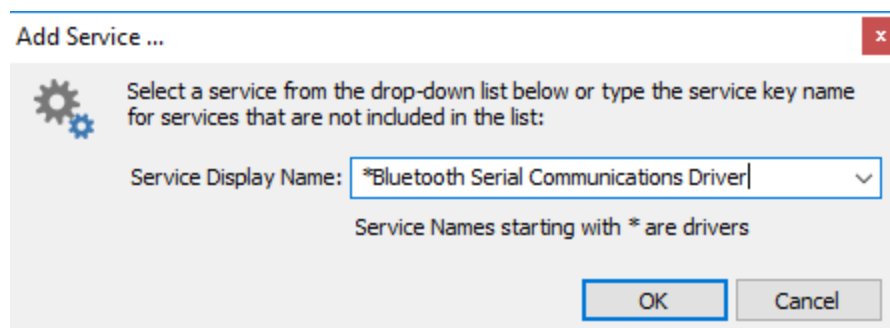 Add Service ...
x
Select a service from the drop-down list below or type the service key name
for services that are not included in the list:
Service Display Name: *Bluetooth Serial Communications Driver
Service Names starting with * are drivers
OK Cancel